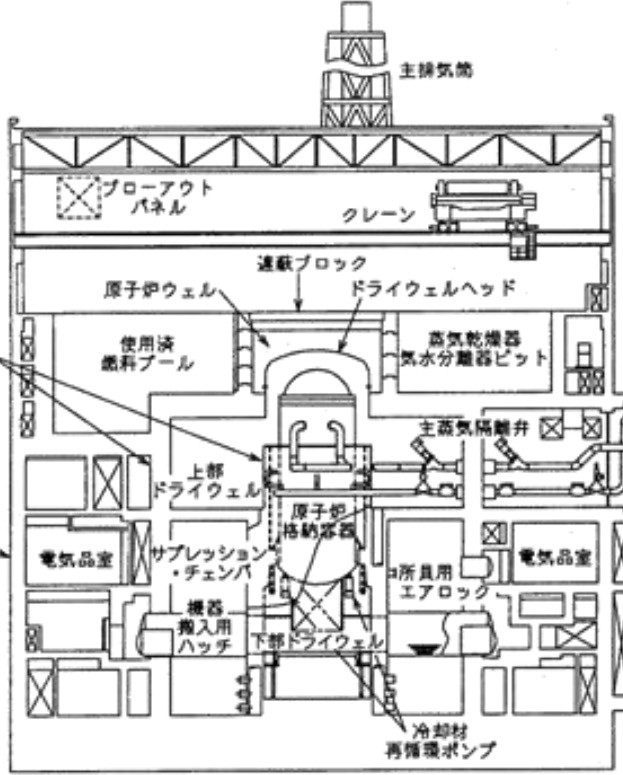 主排気筒
ブローアウト
パネル
クレーン
遮蔽ブロック
原子炉ウェル
ドライウェルヘッド
使用済
燃料プール
蒸気乾燥器
気水分離器ピット
主蒸気隔離弁
上部
ドライウェル
原子炉
格納容器
電気品室
サプレッション
・チェンバ
所員用
エアロック
電気品室
機器
搬入用
ハッチ
下部ドライウェル
冷却材
再循環ポンプ